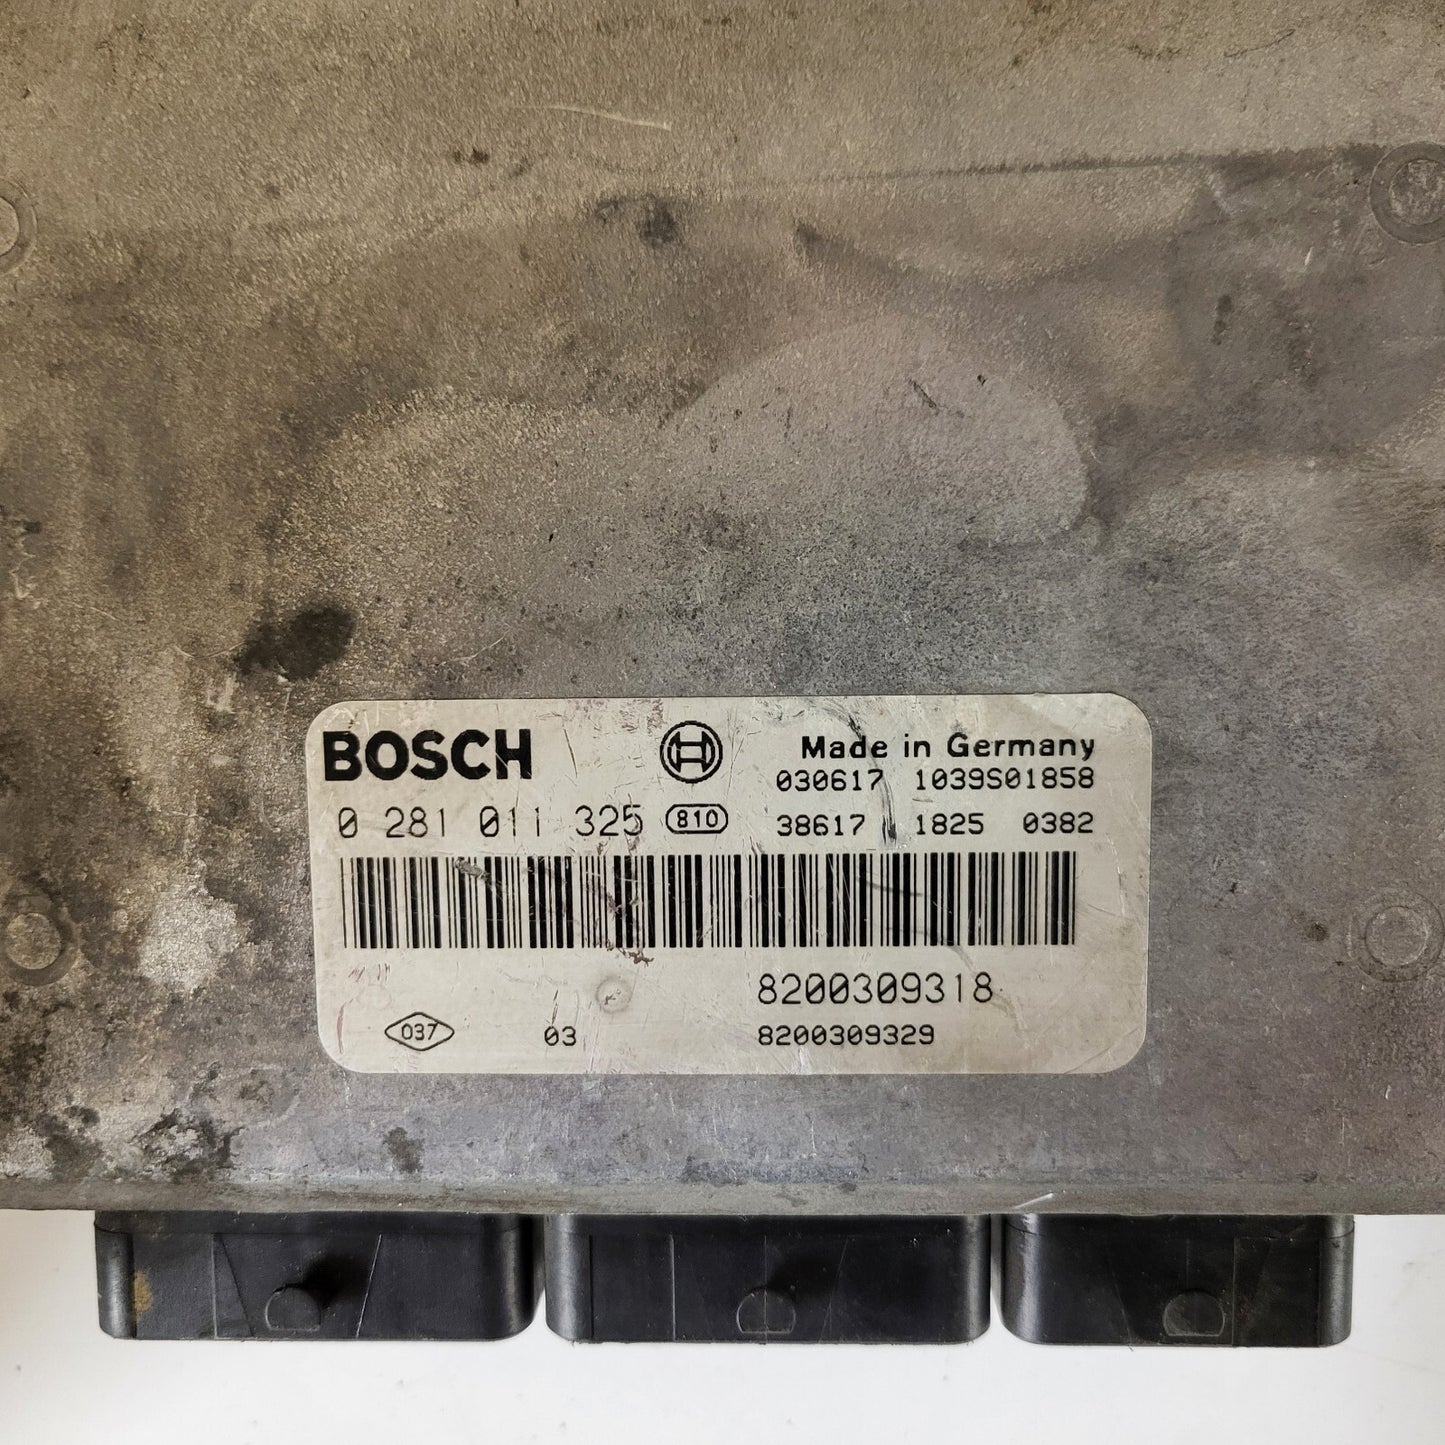 BOSCH
Made in Germany
030617 1039S01858
0 281 011 325 810
38617 1825 0382
8200309318
037 03 8200309329